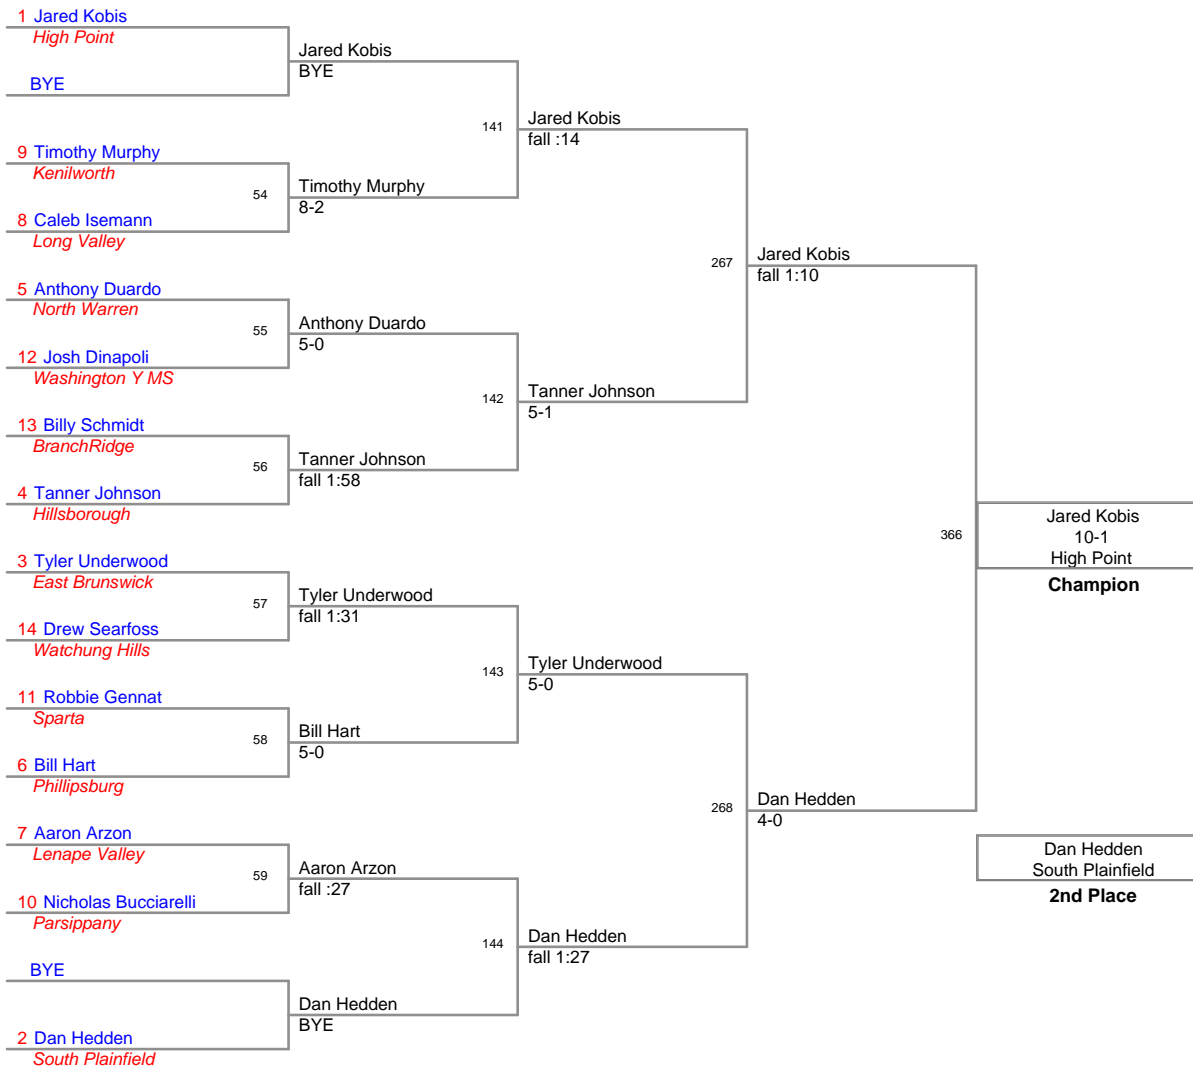 1 Jared Kobis
High Point
BYE
9 Timothy Murphy
Kenilworth
8 Caleb Isemann
Long Valley
5 Anthony Duardo
North Warren
12 Josh Dinapoli
Washington Y MS
13 Billy Schmidt
BranchRidge
4 Tanner Johnson
Hillsborough
3 Tyler Underwood
East Brunswick
14 Drew Searfoss
Watchung Hills
11 Robbie Gennat
Sparta
6 Bill Hart
Phillipsburg
7 Aaron Arzon
Lenape Valley
10 Nicholas Bucciarelli
Parsippany
BYE
2 Dan Hedden
South Plainfield
Jared Kobis
BYE
54
Timothy Murphy
8-2
55
Anthony Duardo
5-0
56
Tanner Johnson
fall 1:58
57
Tyler Underwood
fall 1:31
58
Bill Hart
5-0
59
Aaron Arzon
fall :27
Dan Hedden
BYE
141
Jared Kobis
fall :14
142
Tanner Johnson
5-1
143
Tyler Underwood
5-0
144
Dan Hedden
fall 1:27
267
Jared Kobis
fall 1:10
268
Dan Hedden
4-0
366
Jared Kobis
10-1
High Point
Champion
Dan Hedden
South Plainfield
2nd Place